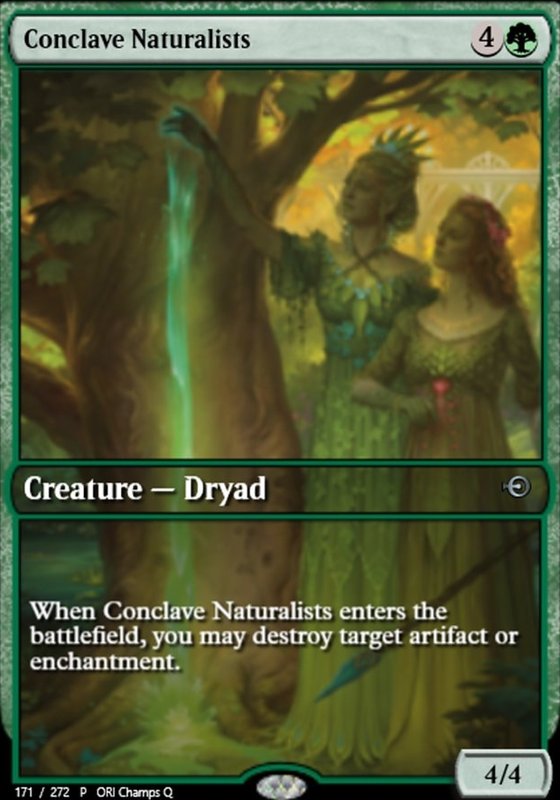 Conclave Naturalists 4
Creature — Dryad
When Conclave Naturalists enters the
battlefield, you may destroy target artifact or
enchantment.
4/4
171 / 272 P ORI Champs Q